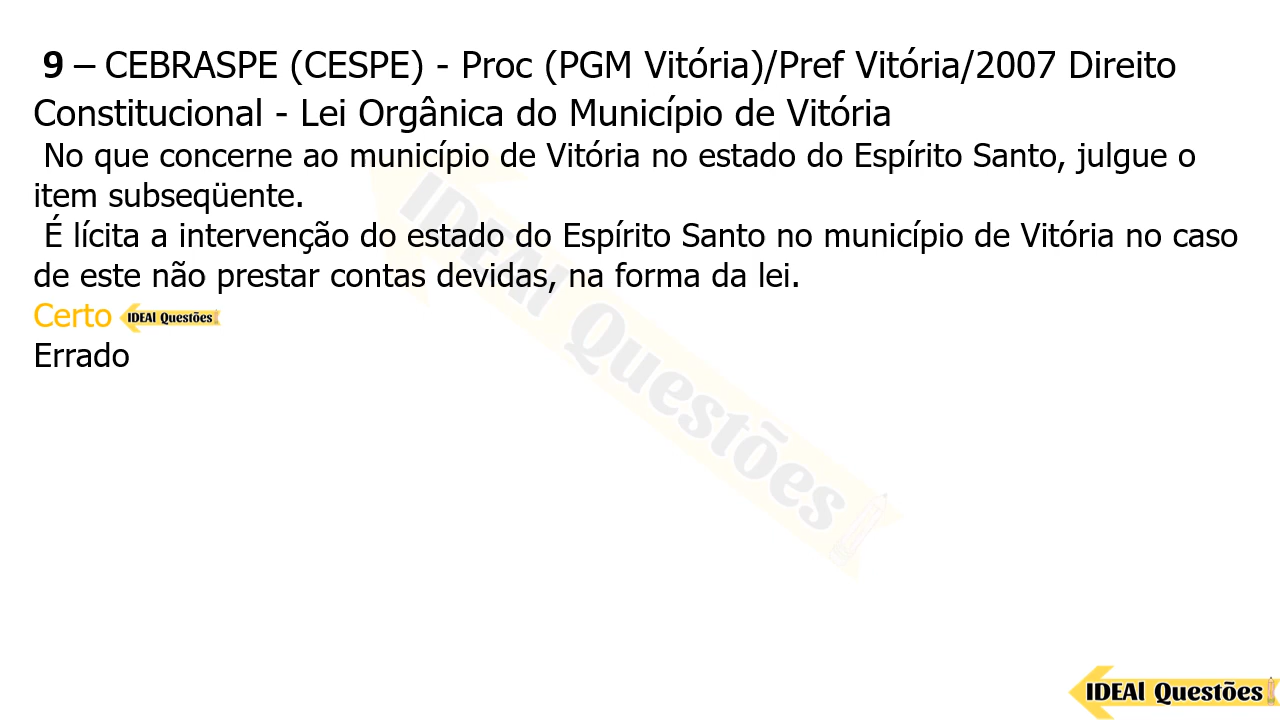 9 – CEBRASPE (CESPE) - Proc (PGM Vitória)/Pref Vitória/2007 Direito
Constitucional - Lei Orgânica do Município de Vitória
No que concerne ao município de Vitória no estado do Espírito Santo, julgue o
item subseqüente.
É lícita a intervenção do estado do Espírito Santo no município de Vitória no caso
de este não prestar contas devidas, na forma da lei.
Certo IDEAl Questões
Errado
IDEAl Questões
IDEAl Questões